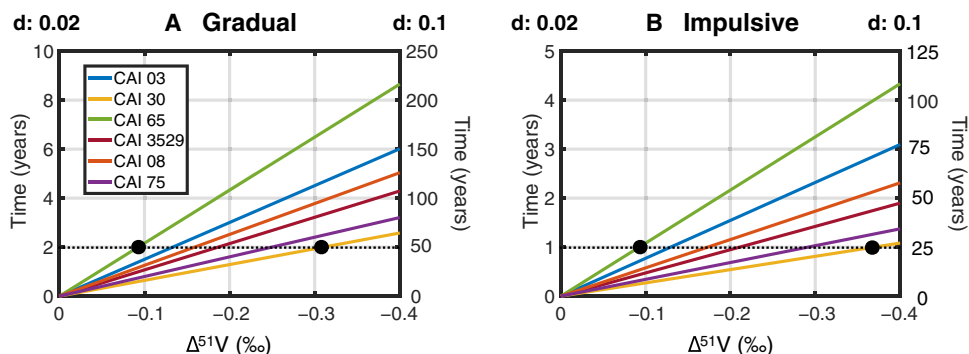 d: 0.02 A Gradual d: 0.1
10
8
6
4
2
0
Time (years)
CAI 03
CAI 30
CAI 65
CAI 3529
CAI 08
CAI 75
250
200
150
100
50
0
Time (years)
0 −0.1 −0.2 −0.3 −0.4
Δ⁵¹V (‰)
d: 0.02 B Impulsive d: 0.1
5
4
3
2
1
0
Time (years)
125
100
75
50
25
0
Time (years)
0 −0.1 −0.2 −0.3 −0.4
Δ⁵¹V (‰)